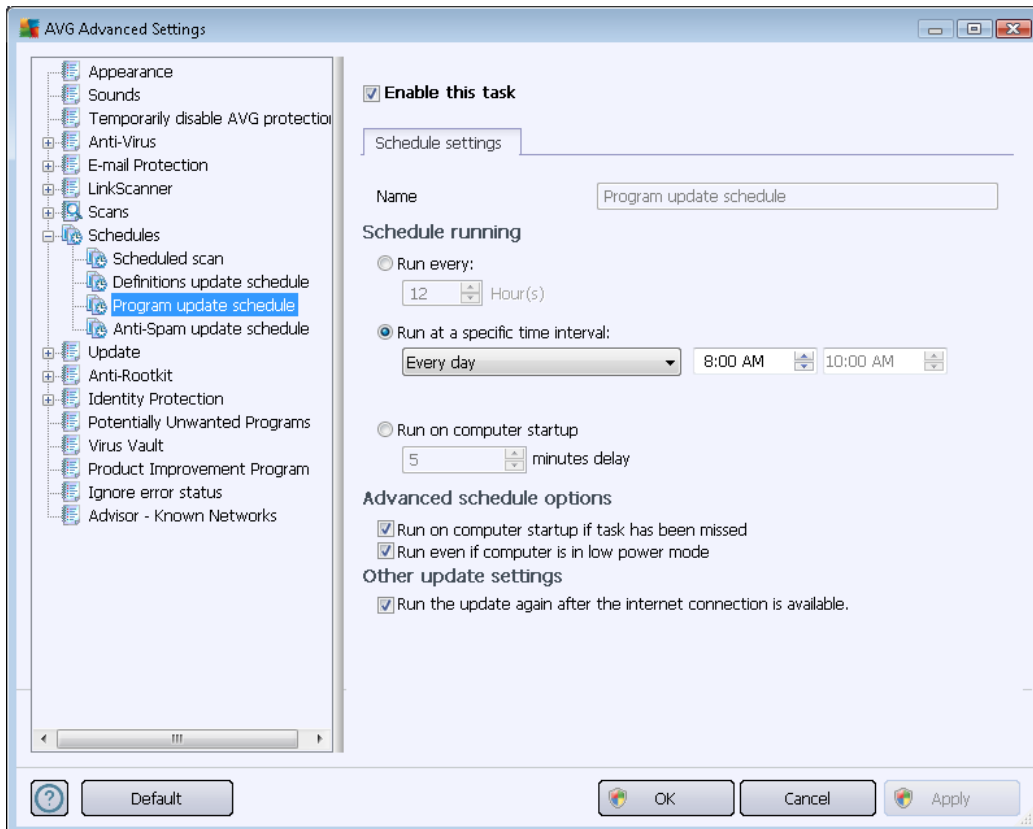 AVG Advanced Settings
Appearance
Sounds
Temporarily disable AVG protection
Anti-Virus
E-mail Protection
LinkScanner
Scans
Schedules
Scheduled scan
Definitions update schedule
Program update schedule
Anti-Spam update schedule
Update
Anti-Rootkit
Identity Protection
Potentially Unwanted Programs
Virus Vault
Product Improvement Program
Ignore error status
Advisor - Known Networks
Enable this task
Schedule settings
Name Program update schedule
Schedule running
Run every:
12 Hour(s)
Run at a specific time interval:
Every day 8:00 AM 10:00 AM
Run on computer startup
5 minutes delay
Advanced schedule options
Run on computer startup if task has been missed
Run even if computer is in low power mode
Other update settings
Run the update again after the internet connection is available.
? Default OK Cancel Apply